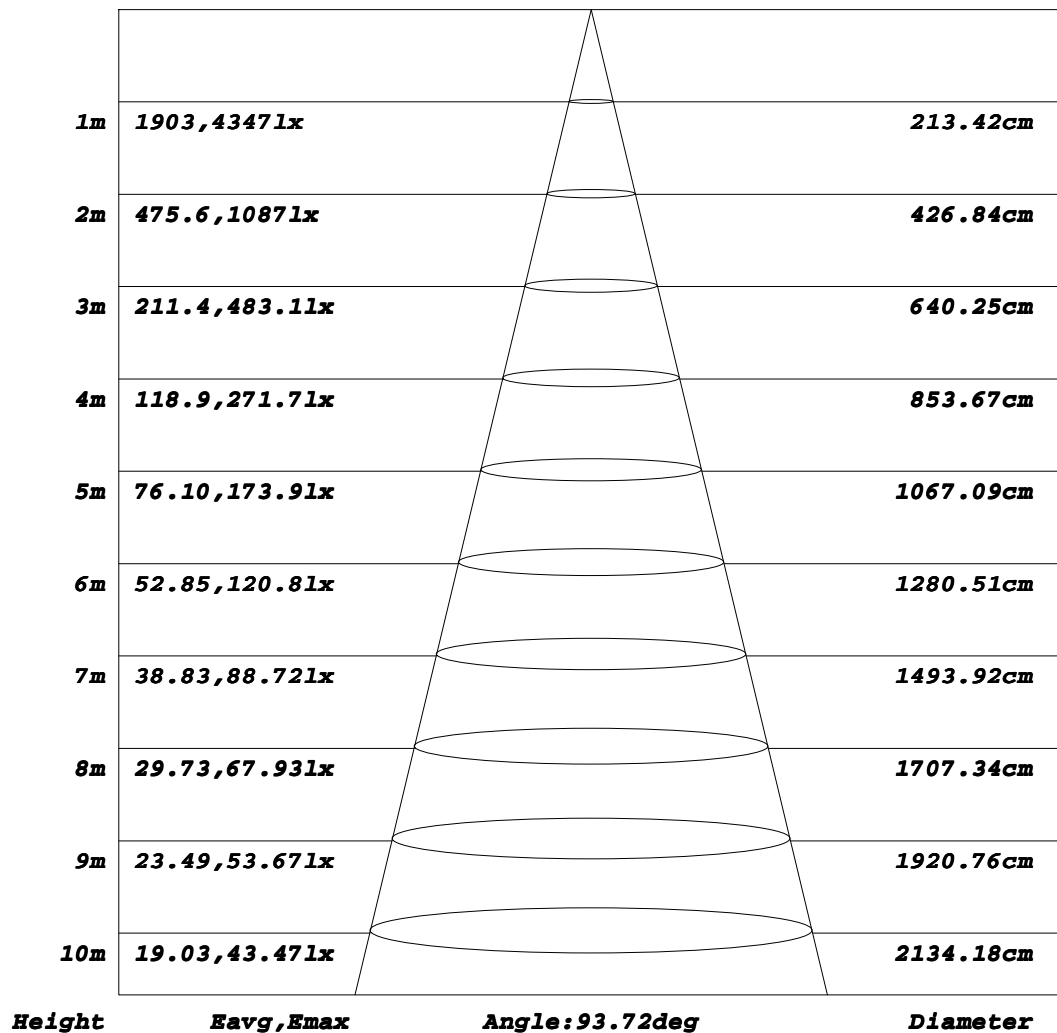 1m 1903,4347lx 213.42cm
2m 475.6,1087lx 426.84cm
3m 211.4,483.1lx 640.25cm
4m 118.9,271.7lx 853.67cm
5m 76.10,173.9lx 1067.09cm
6m 52.85,120.8lx 1280.51cm
7m 38.83,88.72lx 1493.92cm
8m 29.73,67.93lx 1707.34cm
9m 23.49,53.67lx 1920.76cm
10m 19.03,43.47lx 2134.18cm
Height Eavg,Emax Angle:93.72deg Diameter